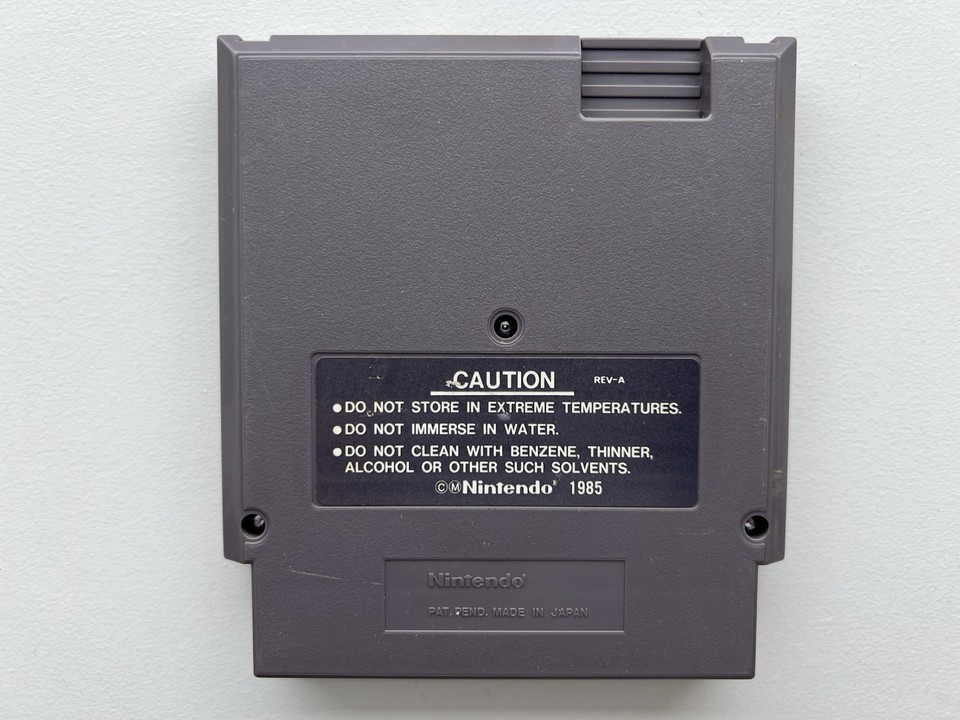 CAUTION REV-A
●DO NOT STORE IN EXTREME TEMPERATURES.
●DO NOT IMMERSE IN WATER.
●DO NOT CLEAN WITH BENZENE, THINNER,
ALCOHOL OR OTHER SUCH SOLVENTS.
©Ⓜ Nintendo® 1985
Nintendo®
PAT. PEND. MADE IN JAPAN